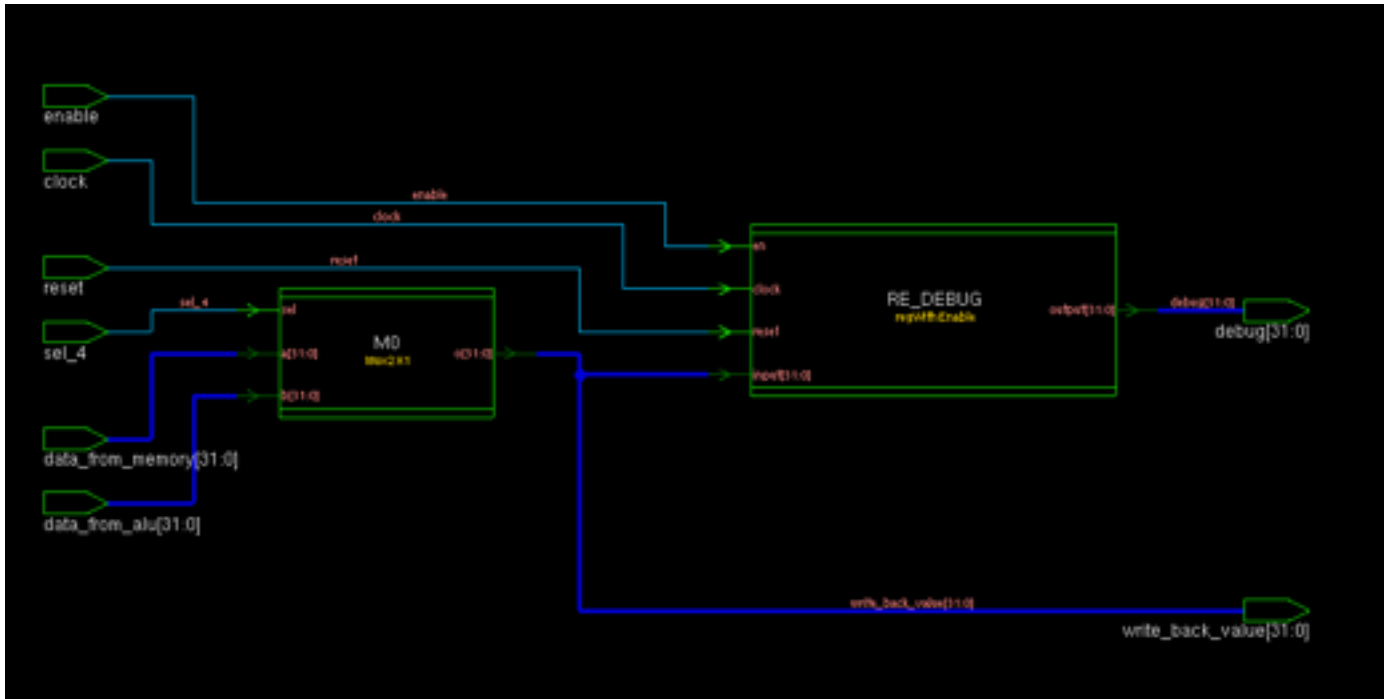 enable
clock
enable
clock
reset
reset
sel_4
sel_4
data_from_memory[31:0]
data_from_alu[31:0]
sel
a[31:0]
b[31:0]
M0
Mux2X1
o[31:0]
en
clock
reset
input[31:0]
RE_DEBUG
regWithEnable
output[31:0]
debug[31:0]
debug[31:0]
write_back_value[31:0]
write_back_value[31:0]